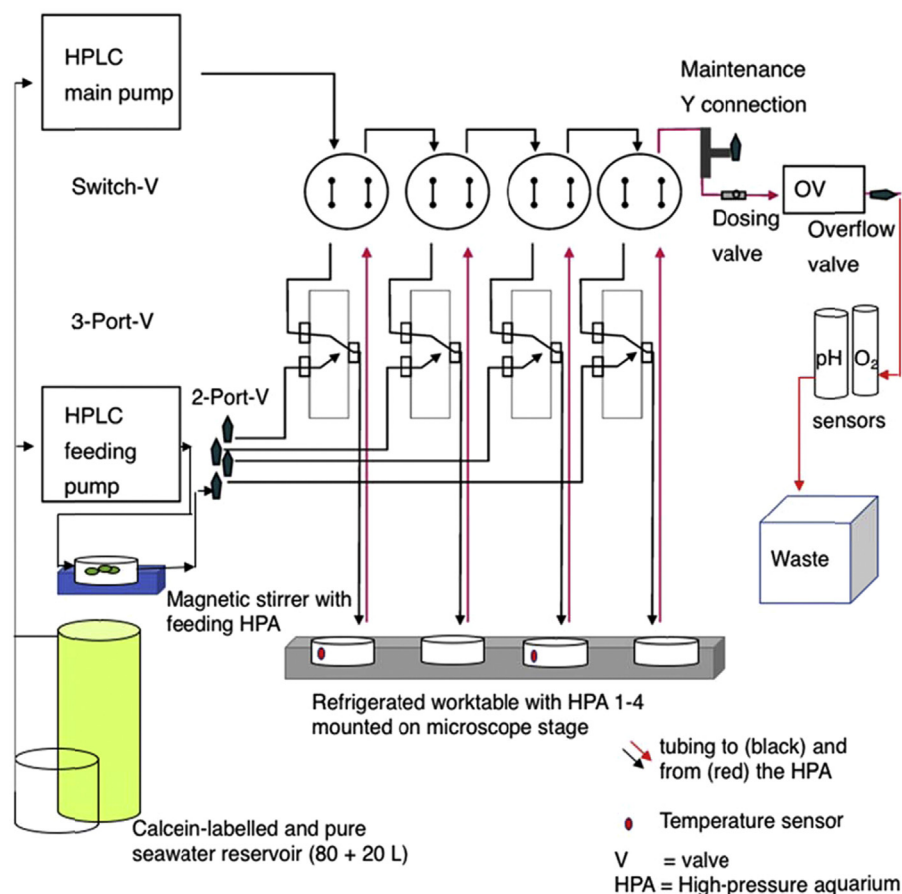 HPLC
main pump
Maintenance
Y connection
Switch-V
OV
Dosing
valve
Overflow
valve
3-Port-V
pH
O2
sensors
2-Port-V
HPLC
feeding
pump
Waste
Magnetic stirrer with
feeding HPA
Refrigerated worktable with HPA 1-4
mounted on microscope stage
tubing to (black) and
from (red) the HPA
Calcein-labelled and pure
seawater reservoir (80 + 20 L)
Temperature sensor
V = valve
HPA = High-pressure aquarium